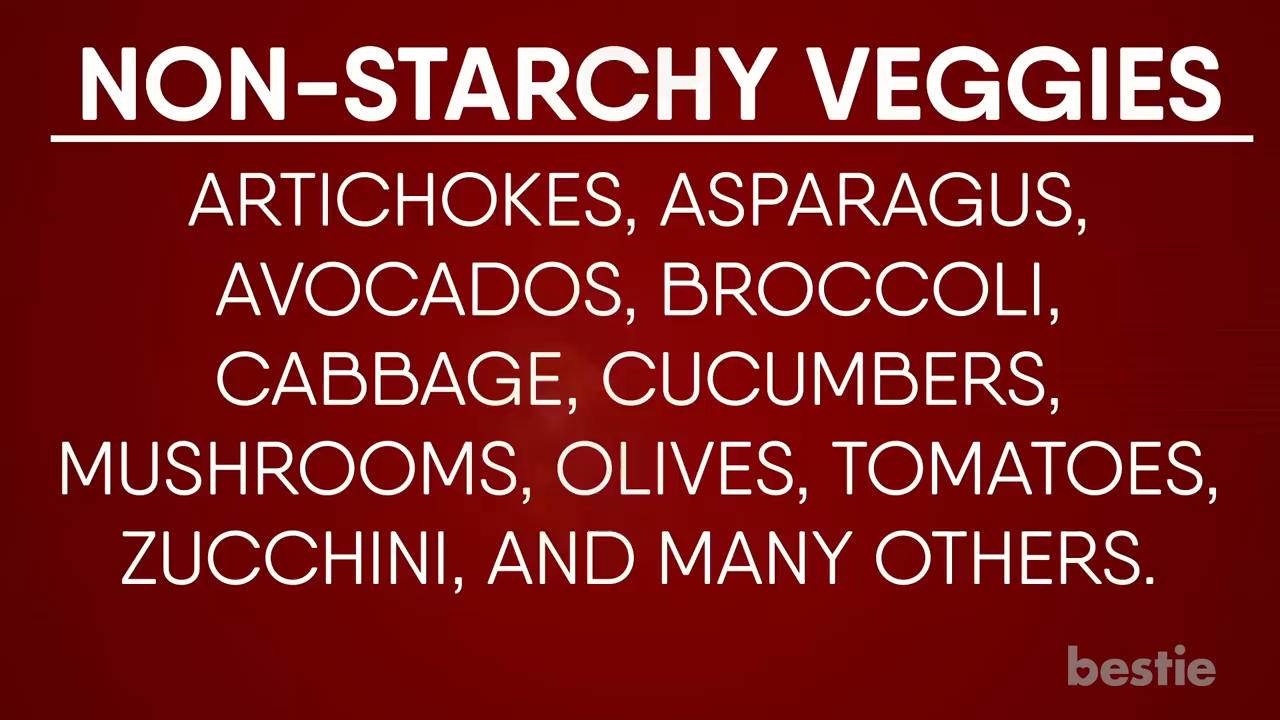 NON-STARCHY VEGGIES
ARTICHOKES, ASPARAGUS,
AVOCADOS, BROCCOLI,
CABBAGE, CUCUMBERS,
MUSHROOMS, OLIVES, TOMATOES,
ZUCCHINI, AND MANY OTHERS.
bestie